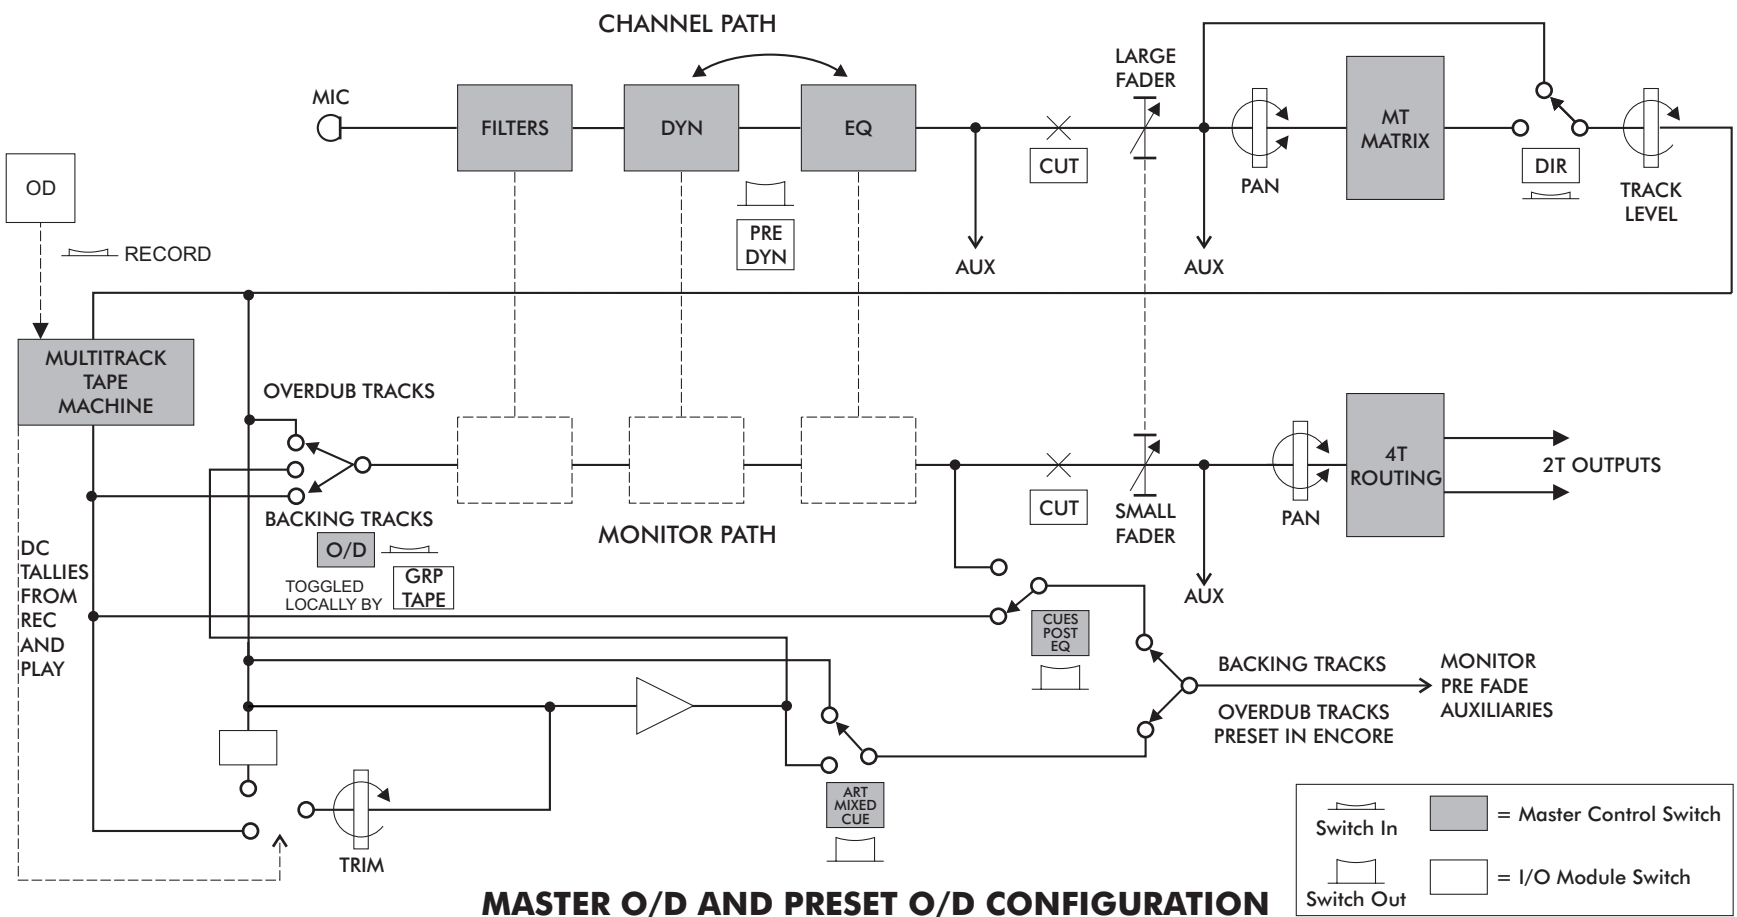 CHANNEL PATH
LARGE
FADER
MIC
FILTERS
DYN
EQ
MT
MATRIX
CUT
PAN
DIR
TRACK
LEVEL
OD
PRE
DYN
RECORD
AUX
AUX
MULTITRACK
TAPE
MACHINE
OVERDUB TRACKS
4T
ROUTING
2T OUTPUTS
BACKING TRACKS
MONITOR PATH
CUT
SMALL
FADER
PAN
O/D
DC
TALLIES
FROM
REC
AND
PLAY
TOGGLED
LOCALLY BY
GRP
TAPE
AUX
CUES
POST
EQ
BACKING TRACKS
MONITOR
PRE FADE
AUXILIARIES
OVERDUB TRACKS
PRESET IN ENCORE
ART
MIXED
CUE
TRIM
Switch In
= Master Control Switch
Switch Out
= I/O Module Switch
MASTER O/D AND PRESET O/D CONFIGURATION